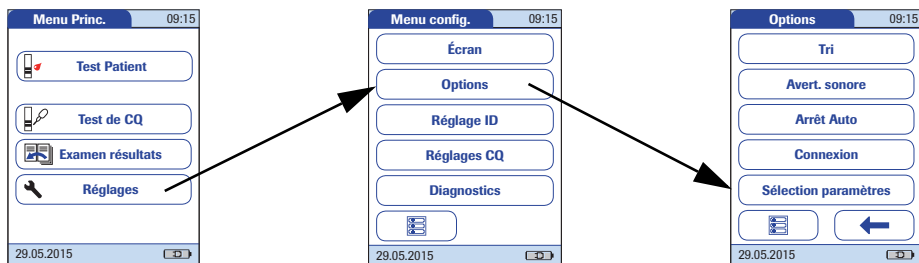 Menu Princ. 09:15
Test Patient
Test de CQ
Examen résultats
Réglages
29.05.2015
Menu config. 09:15
Écran
Options
Réglage ID
Réglages CQ
Diagnostics
29.05.2015
Options 09:15
Tri
Avert. sonore
Arrêt Auto
Connexion
Sélection paramètres
29.05.2015